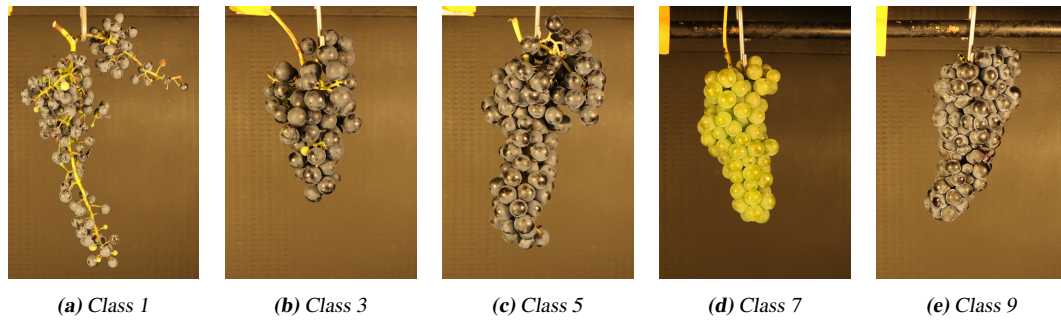 (a) Class 1
(b) Class 3
(c) Class 5
(d) Class 7
(e) Class 9